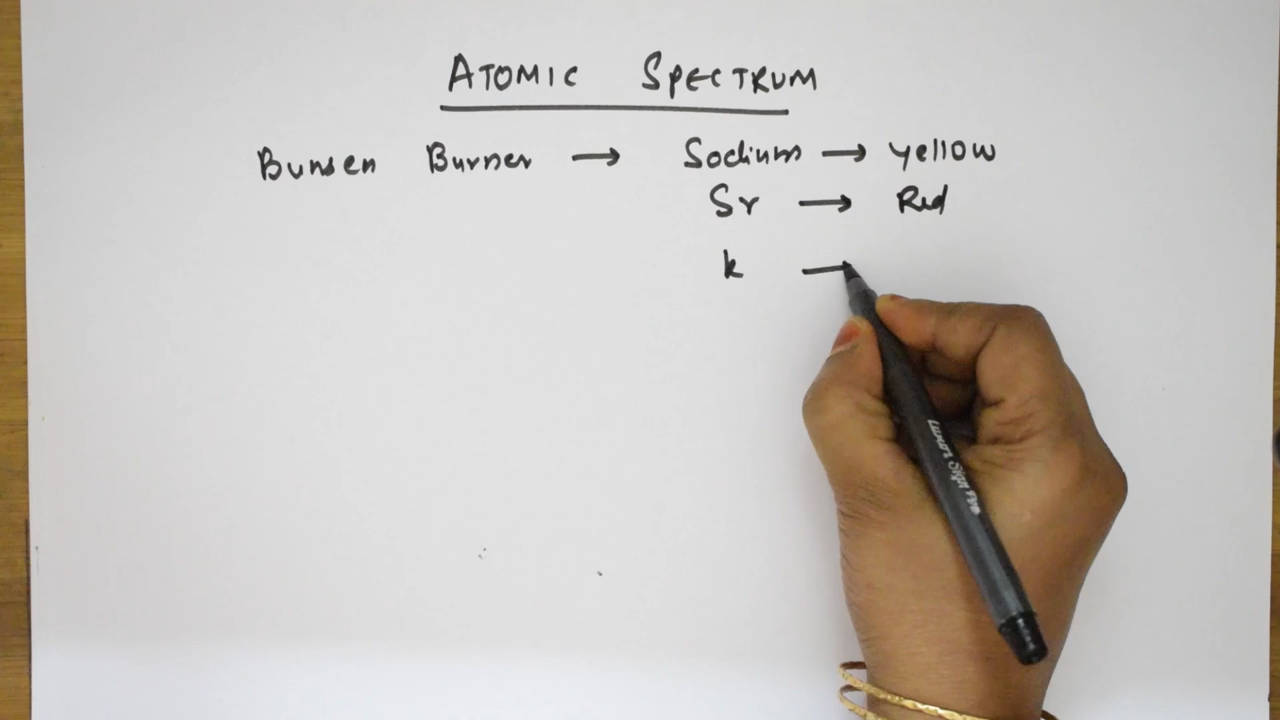 ATOMIC SPECTRUM
Bunsen Burner → Sodium → yellow
Sr → Red
k —